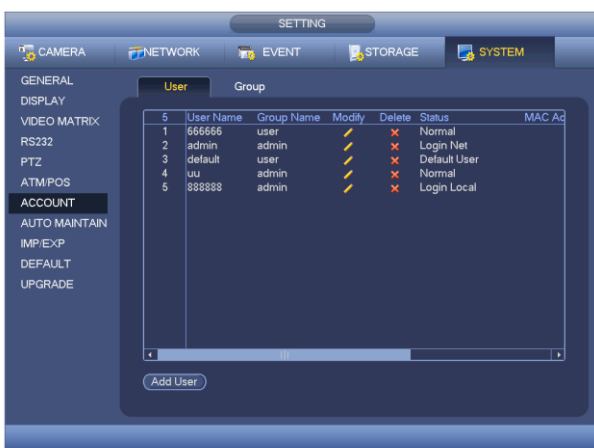 SETTING
CAMERA NETWORK EVENT STORAGE SYSTEM
GENERAL
DISPLAY
VIDEO MATRIX
RS232
PTZ
ATM/POS
ACCOUNT
AUTO MAINTAIN
IMP/EXP
DEFAULT
UPGRADE
User Group
5 User Name Group Name Modify Delete Status MAC Ad
1 666666 user Normal
2 admin admin Login Net
3 default user Default User
4 uu admin Normal
5 888888 admin Login Local
Add User